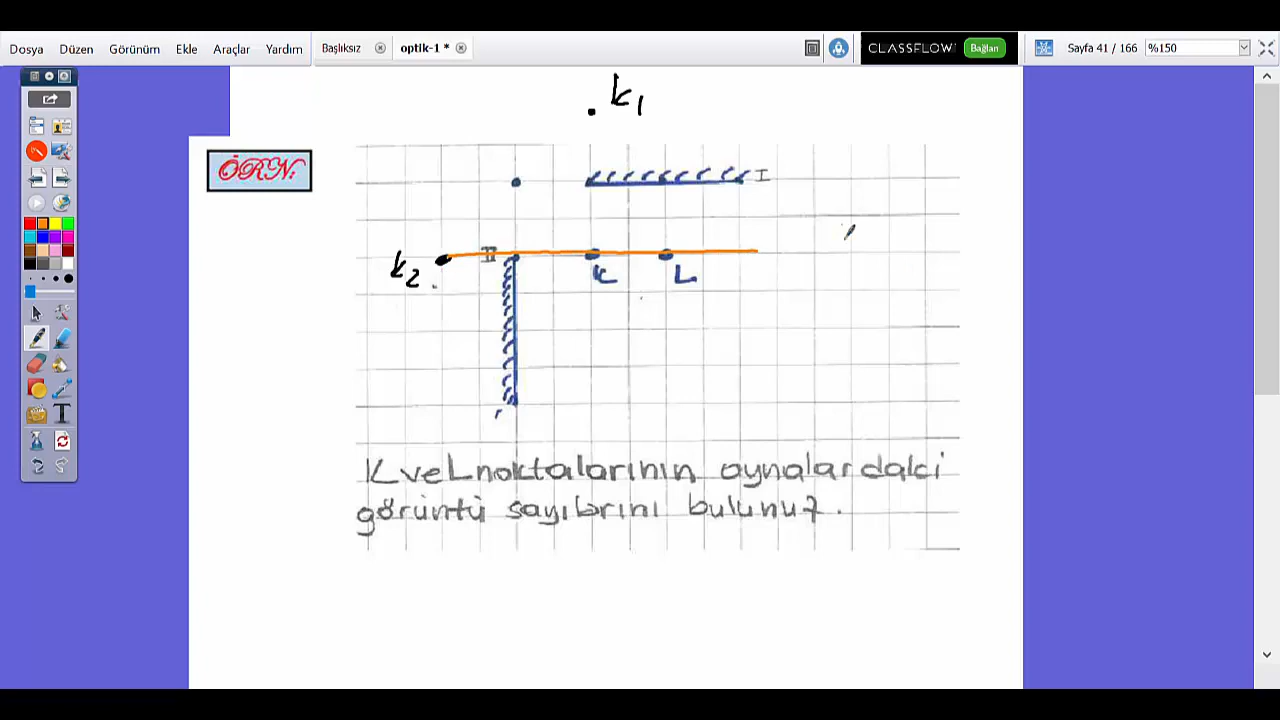 Dosya Düzen Görünüm Ekle Araçlar Yardım Başlıksız optik-1 * CLASSFLOW Bağlan Sayfa 41 / 166 %150
k1
ÖRN:
I
k2 II
K L
K ve L noktalarının aynalardaki
görüntü sayılarını bulunuz.